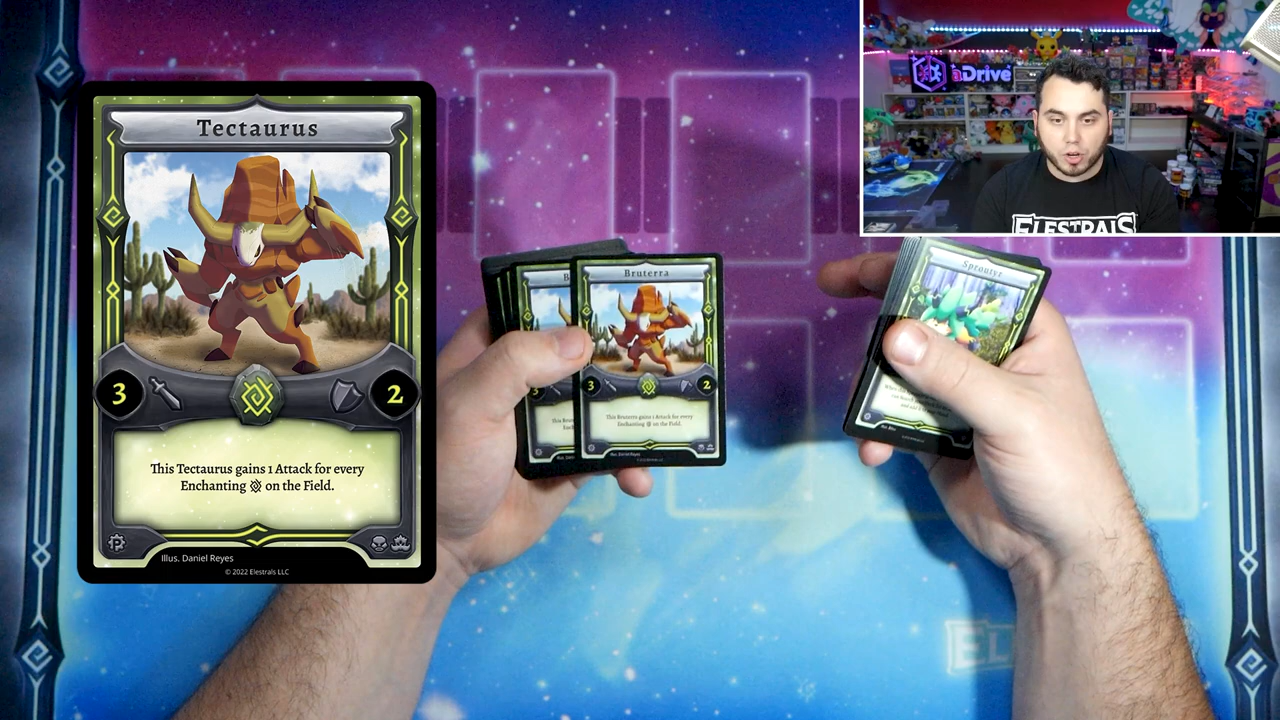 Tectaurus
3
2
This Tectaurus gains 1 Attack for every
Enchanting on the Field.
P
Illus. Daniel Reyes
© 2022 Elestrals LLC
B
Bruterra
3
2
This Bruterra gains 1 Attack for every
Enchanting on the Field.
Sproutyr
aDrive
ELESTRALS
EL